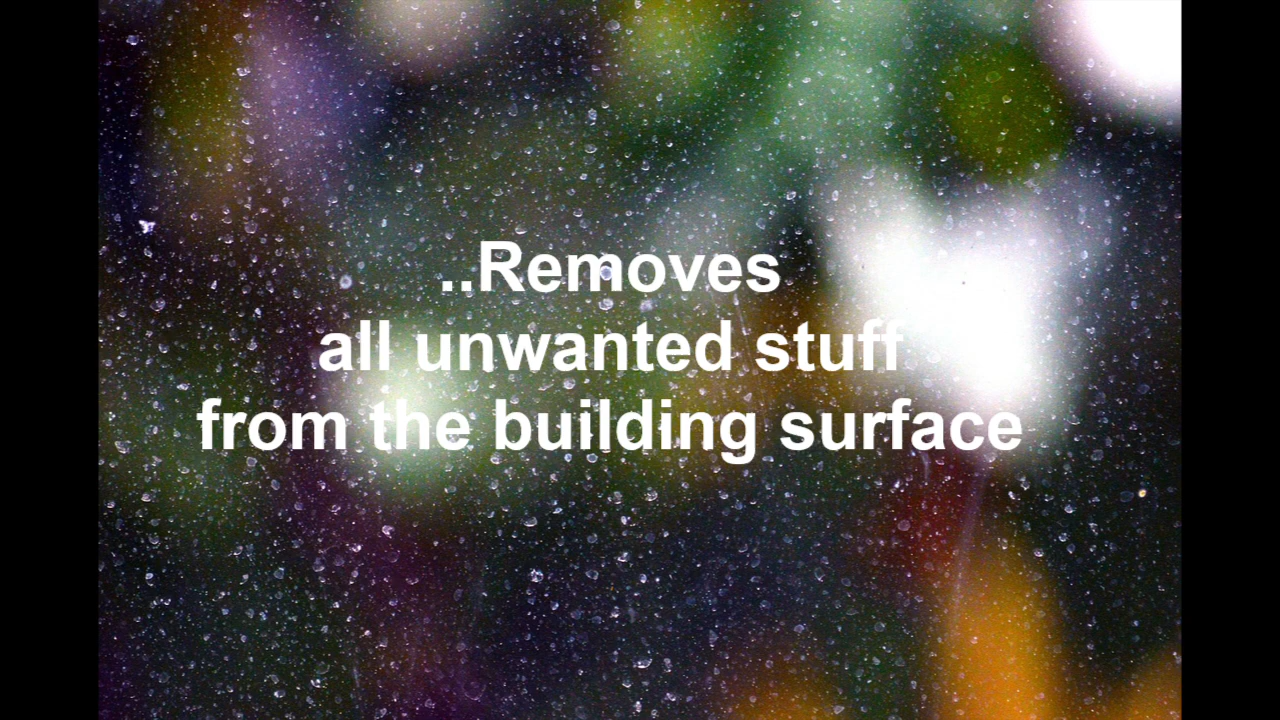 ..Removes
all unwanted stuff
from the building surface